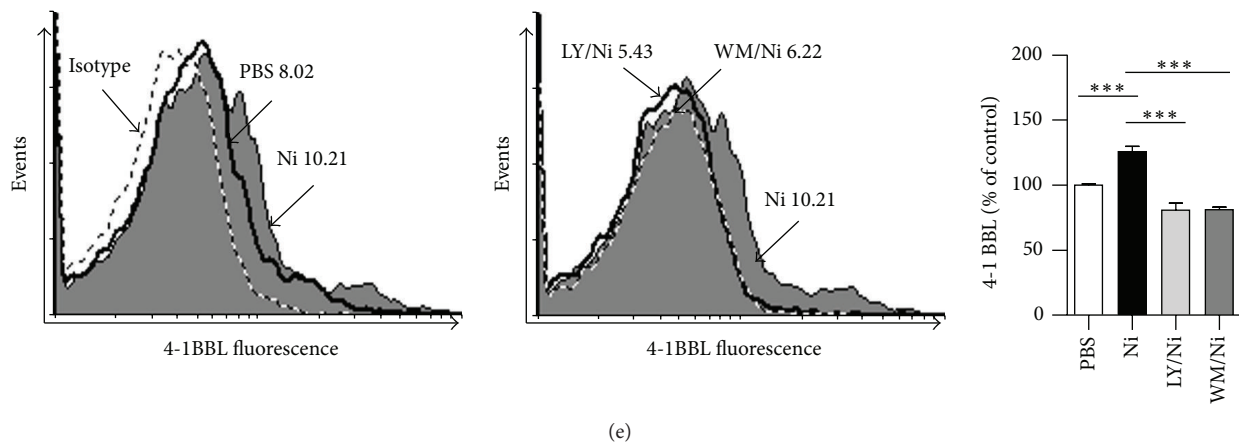 Events
Isotype
PBS 8.02
Ni 10.21
4-1BBL fluorescence
Events
LY/Ni 5.43
WM/Ni 6.22
Ni 10.21
4-1BBL fluorescence
4-1 BBL (% of control)
200
150
100
50
0
***
***
***
PBS
Ni
LY/Ni
WM/Ni
(e)